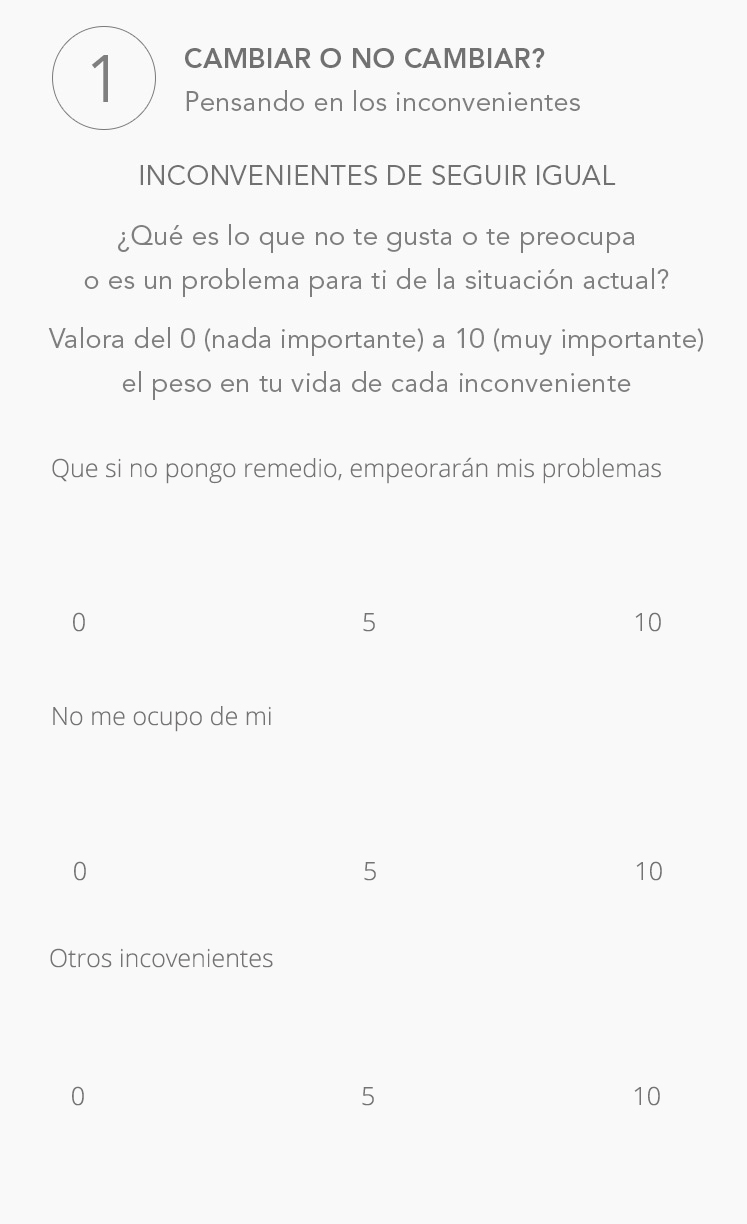 1
CAMBIAR O NO CAMBIAR?
Pensando en los inconvenientes
INCONVENIENTES DE SEGUIR IGUAL
¿Qué es lo que no te gusta o te preocupa
o es un problema para ti de la situación actual?
Valora del 0 (nada importante) a 10 (muy importante)
el peso en tu vida de cada inconveniente
Que si no pongo remedio, empeorarán mis problemas
0 5 10
No me ocupo de mi
0 5 10
Otros incovenientes
0 5 10